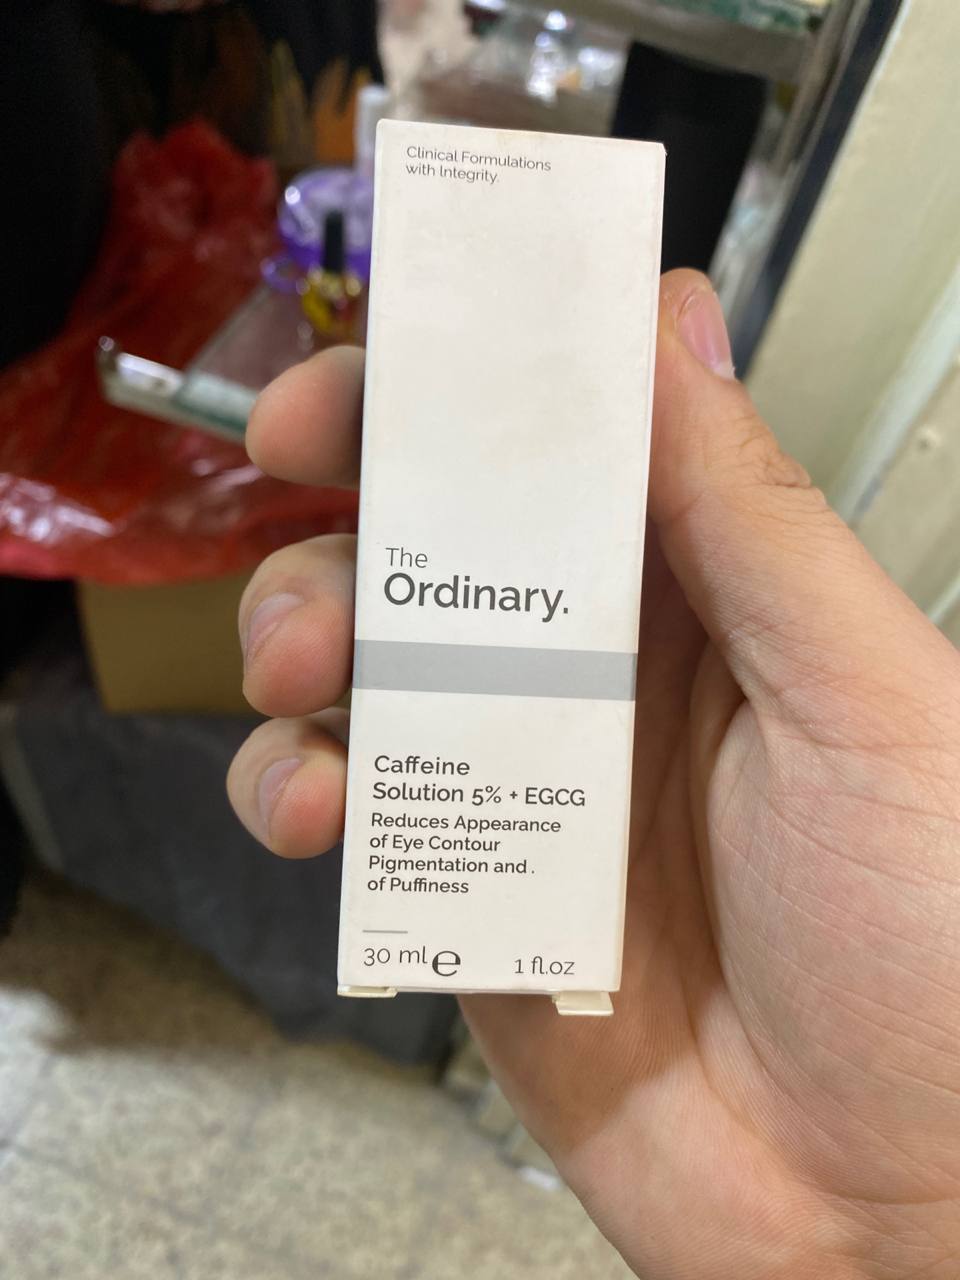 Clinical Formulations
with Integrity.
The
Ordinary.
Caffeine
Solution 5% + EGCG
Reduces Appearance
of Eye Contour
Pigmentation and .
of Puffiness
30 ml ℮ 1 fl.oz